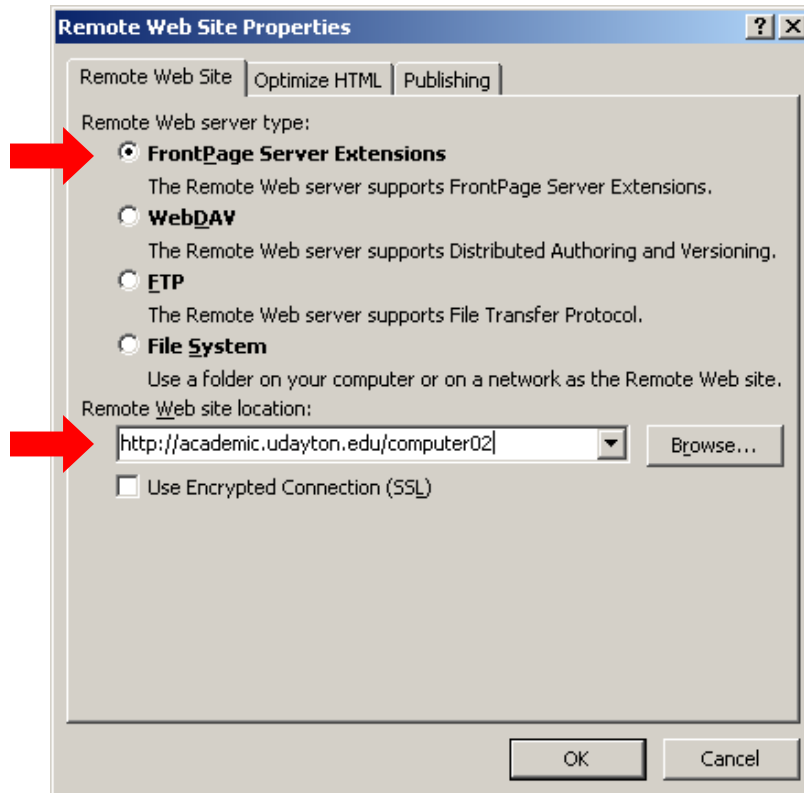 Remote Web Site Properties
Remote Web Site
Optimize HTML
Publishing
Remote Web server type:
FrontPage Server Extensions
The Remote Web server supports FrontPage Server Extensions.
WebDAV
The Remote Web server supports Distributed Authoring and Versioning.
FTP
The Remote Web server supports File Transfer Protocol.
File System
Use a folder on your computer or on a network as the Remote Web site.
Remote Web site location:
http://academic.udayton.edu/computer02
Browse...
Use Encrypted Connection (SSL)
OK
Cancel